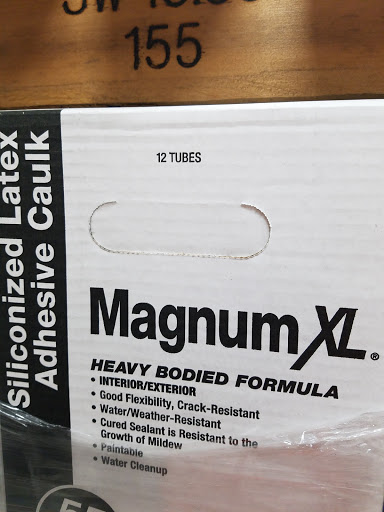 155
12 TUBES
Siliconized Latex
Adhesive Caulk
Magnum XL®
HEAVY BODIED FORMULA
• INTERIOR/EXTERIOR
• Good Flexibility, Crack-Resistant
• Water/Weather-Resistant
• Cured Sealant is Resistant to the
Growth of Mildew
• Paintable
• Water Cleanup